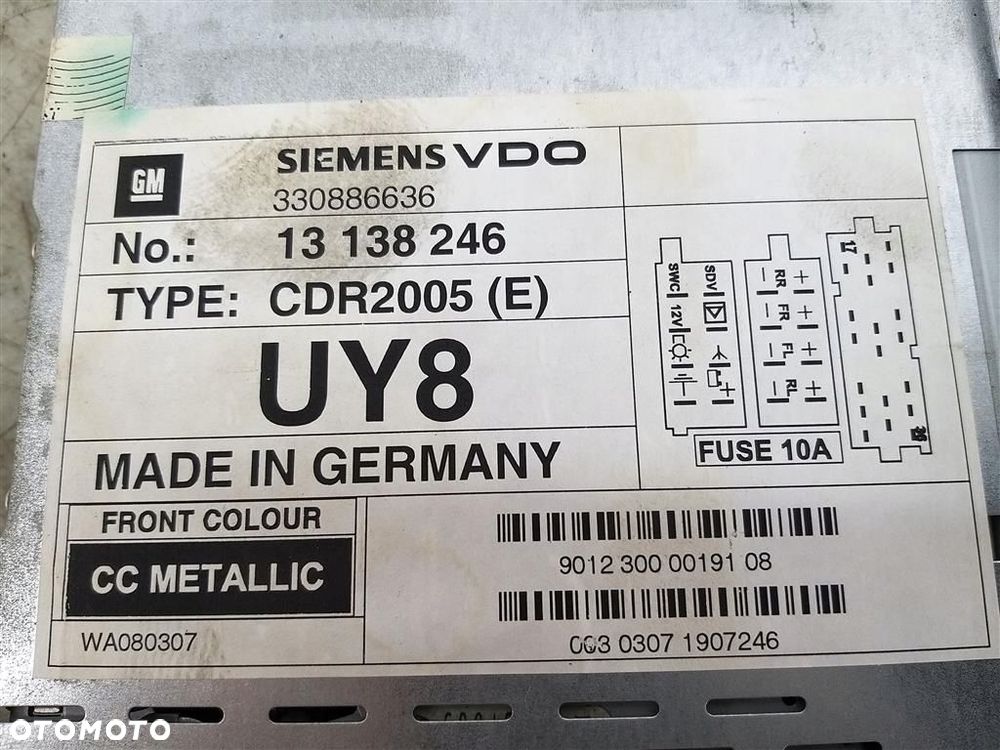 GM
SIEMENS VDO
330886636
No.: 13 138 246
TYPE: CDR2005 (E)
UY8
MADE IN GERMANY
FRONT COLOUR
CC METALLIC
WA080307
SWC 12V
SDV
RR FR FL RL
17
FUSE 10A
9012 300 00191 08
0307 1907246
OTOMOTO